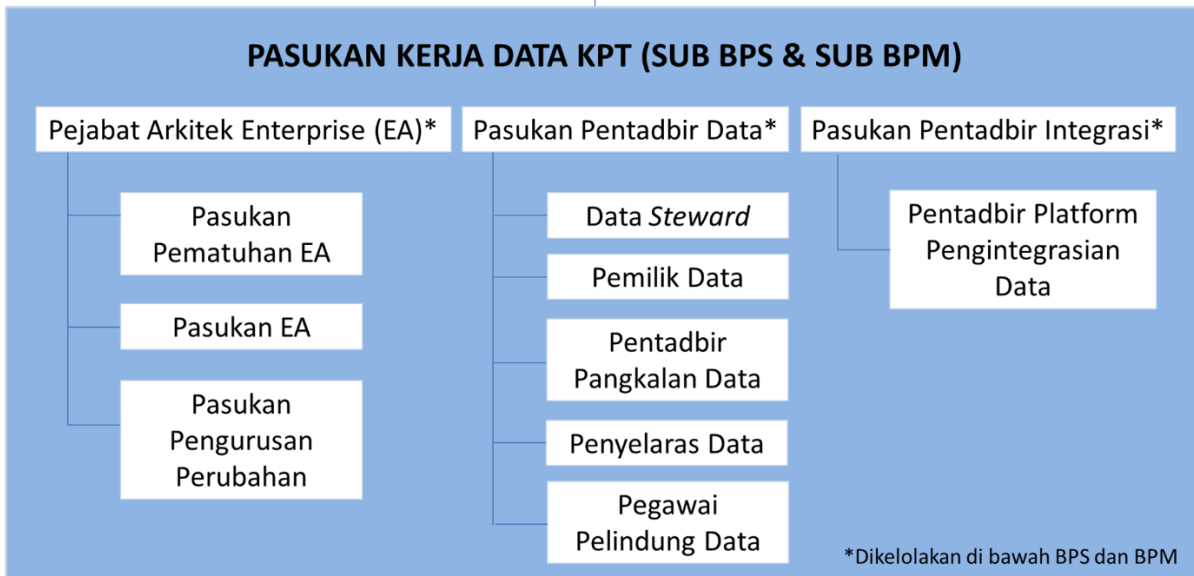 PASUKAN KERJA DATA KPT (SUB BPS & SUB BPM)
Pejabat Arkitek Enterprise (EA)*
Pasukan
Pematuhan EA
Pasukan EA
Pasukan
Pengurusan
Perubahan
Pasukan Pentadbir Data*
Data Steward
Pemilik Data
Pentadbir
Pangkalan Data
Penyelaras Data
Pegawai
Pelindung Data
Pasukan Pentadbir Integrasi*
Pentadbir Platform
Pengintegrasian
Data
*Dikelolakan di bawah BPS dan BPM